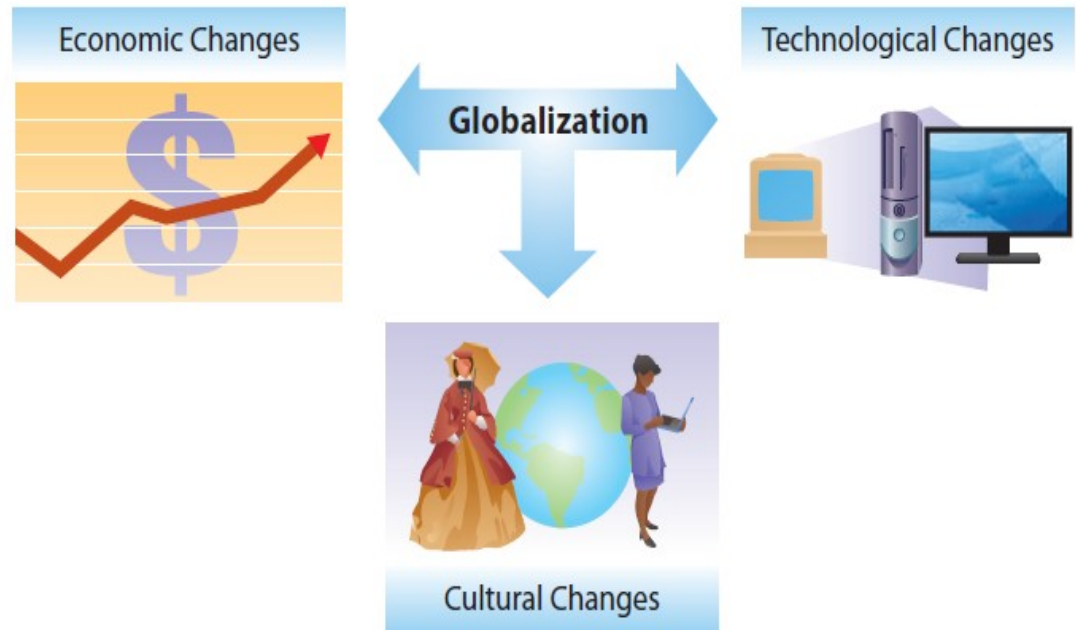 Economic Changes
Technological Changes
Globalization
$
Cultural Changes